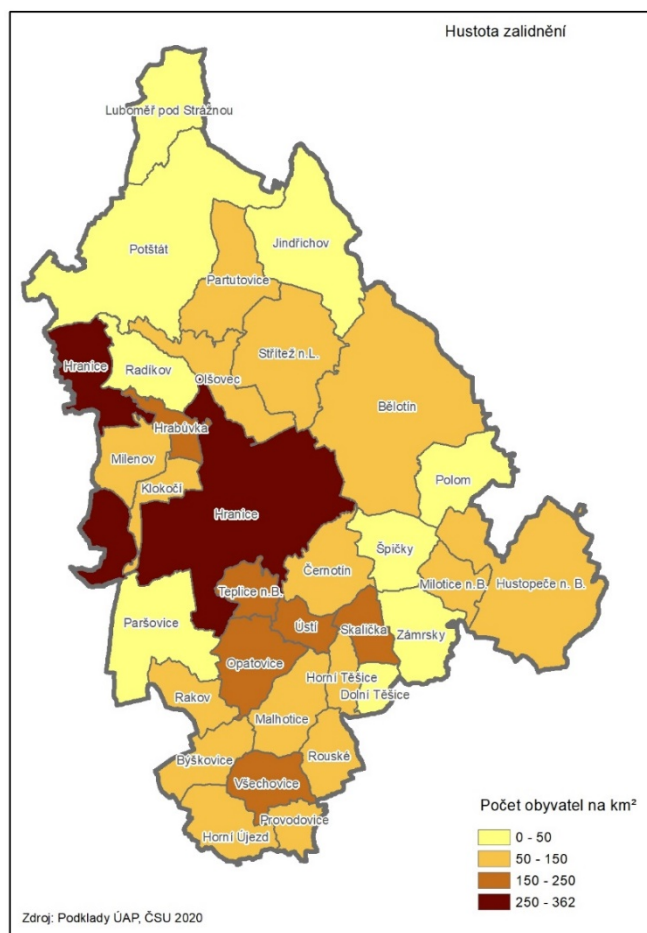 Hustota zalidnění
Luboměř pod Strážnou
Potštát
Jindřichov
Partutovice
Střítež n.L.
Hranice
Radíkov
Olšovec
Bělotín
Hrabůvka
Milenov
Polom
Klokočí
Hranice
Špičky
Černotín
Milotice n.B.
Hustopeče n. B.
Teplice n.B.
Paršovice
Ústí
Skalička
Zámrsky
Opatovice
Horní Těšice
Dolní Těšice
Rakov
Malhotice
Býškovice
Rouské
Všechovice
Provodovice
Horní Újezd
Počet obyvatel na km²
0 - 50
50 - 150
150 - 250
250 - 362
Zdroj: Podklady ÚAP, ČSU 2020